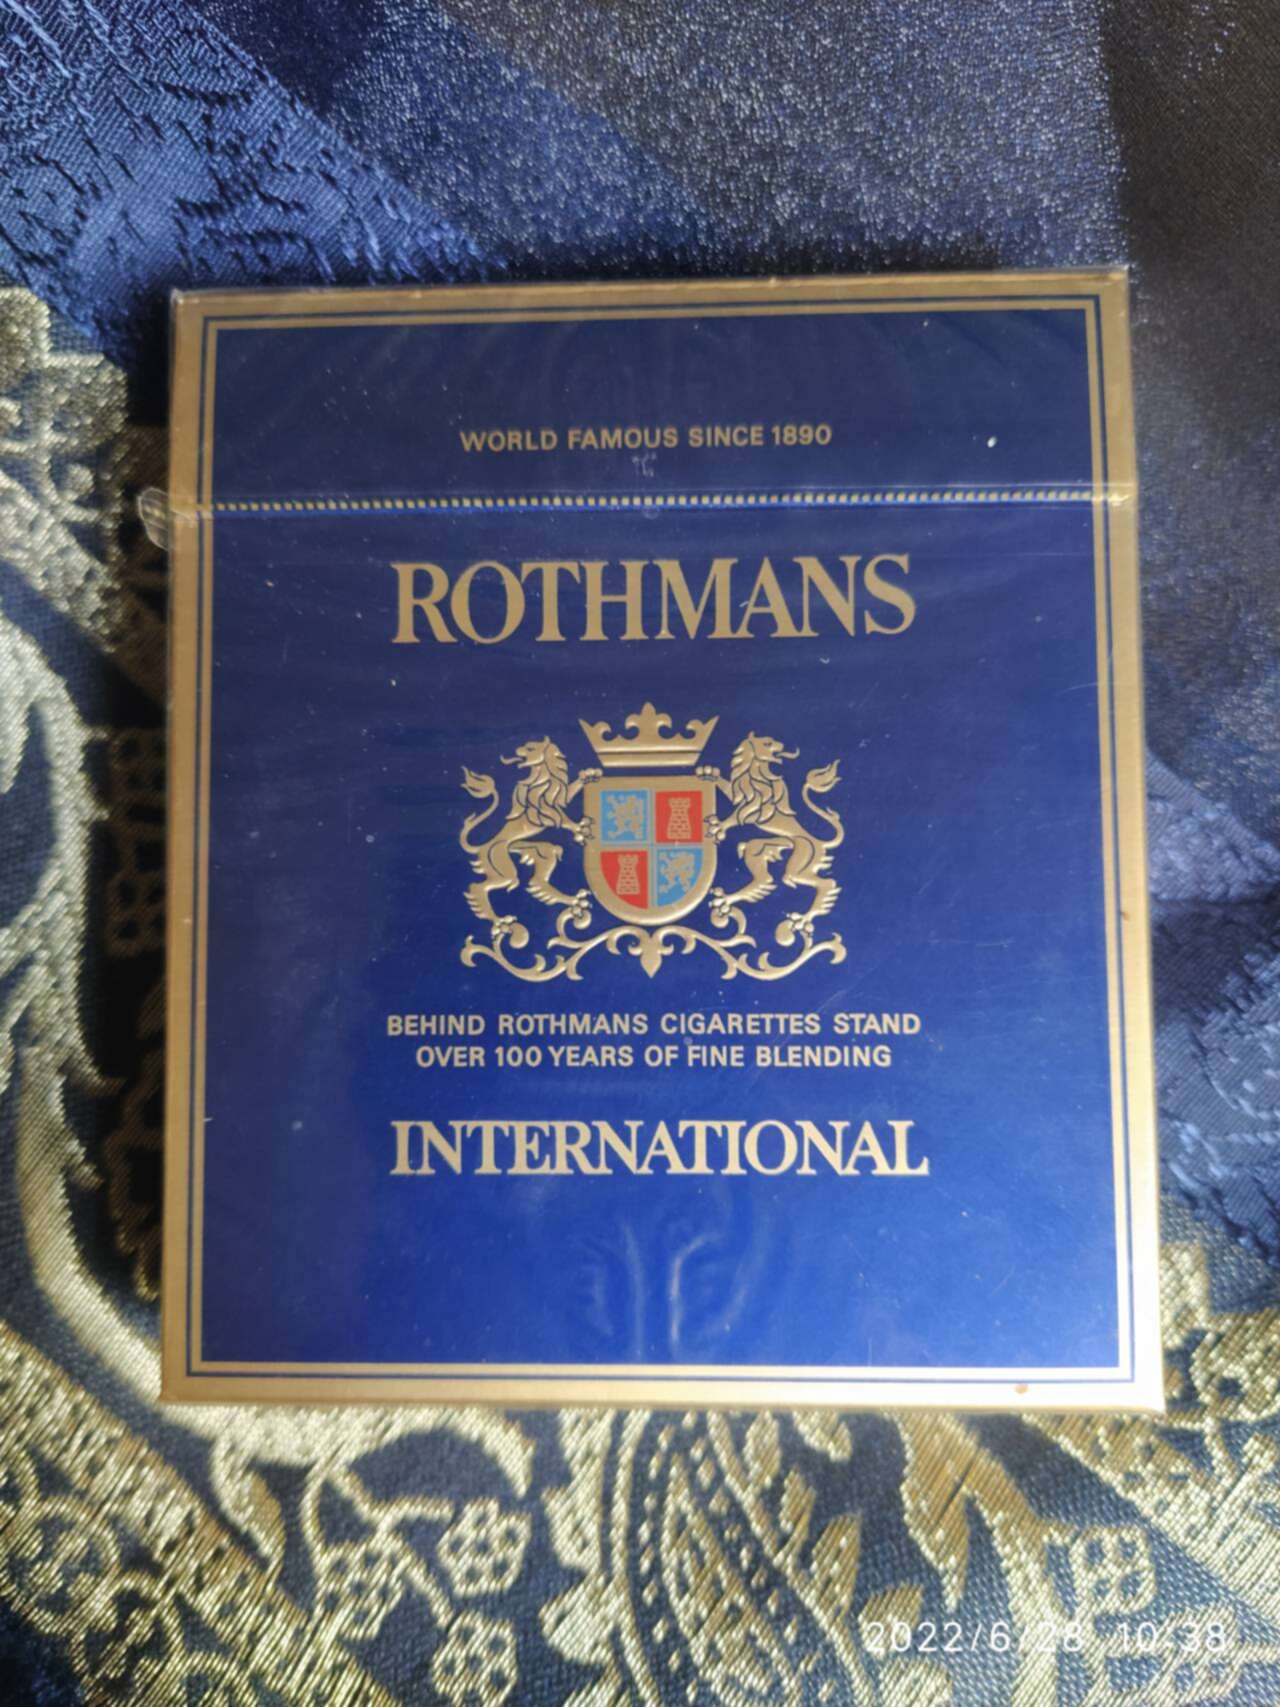 WORLD FAMOUS SINCE 1890
ROTHMANS
BEHIND ROTHMANS CIGARETTES STAND
OVER 100 YEARS OF FINE BLENDING
INTERNATIONAL
2022/6/28 10:38